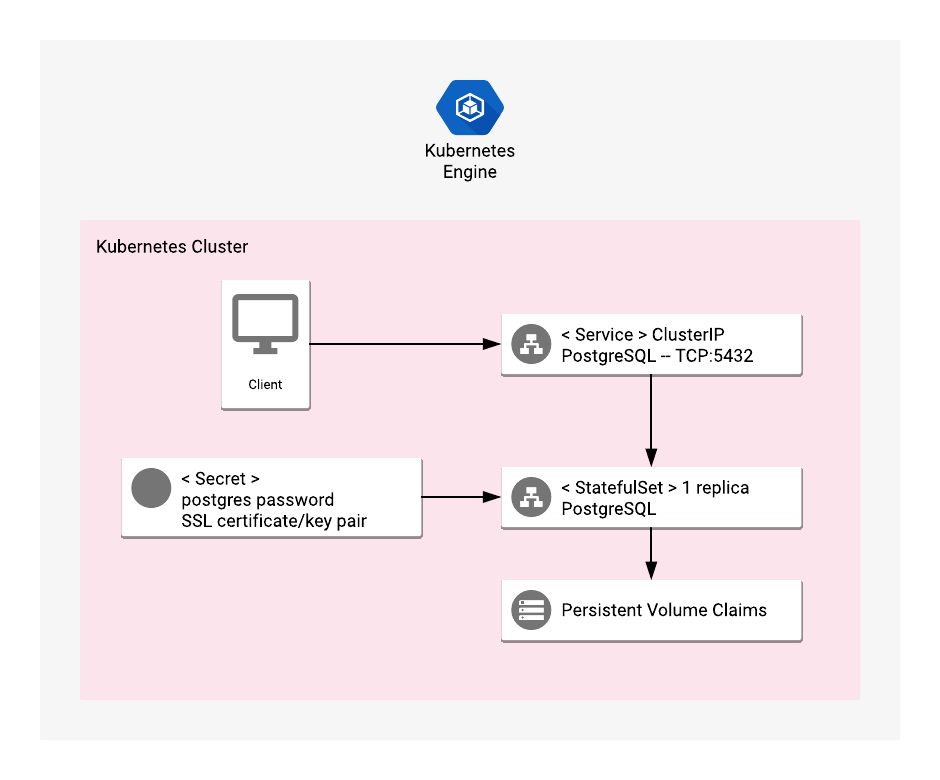 Kubernetes
Engine
Kubernetes Cluster
Client
< Service > ClusterIP
PostgreSQL -- TCP:5432
< Secret >
postgres password
SSL certificate/key pair
< StatefulSet > 1 replica
PostgreSQL
Persistent Volume Claims